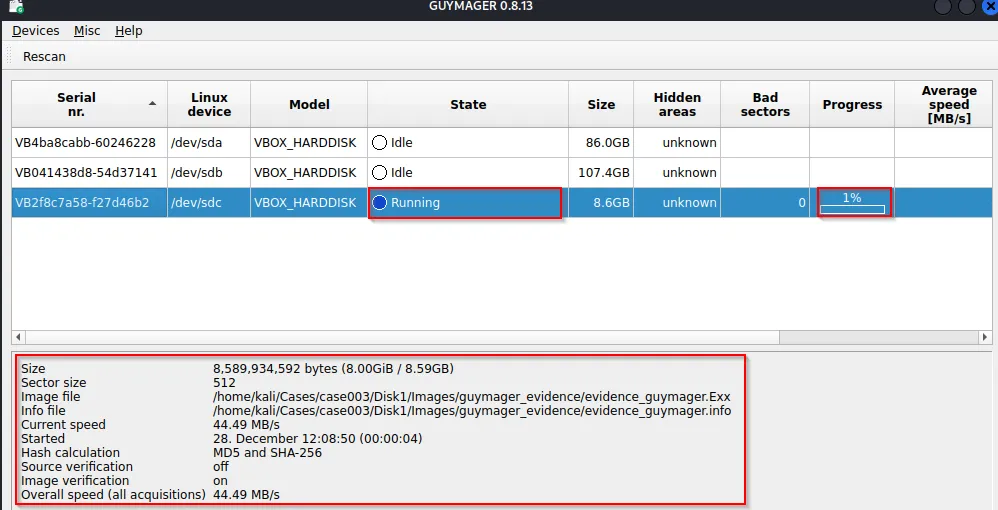 GUYMAGER 0.8.13
Devices Misc Help
Rescan
Serial nr. Linux device Model State Size Hidden areas Bad sectors Progress Average speed [MB/s]
VB4ba8cabb-60246228 /dev/sda VBOX_HARDDISK Idle 86.0GB unknown
VB041438d8-54d37141 /dev/sdb VBOX_HARDDISK Idle 107.4GB unknown
VB2f8c7a58-f27d46b2 /dev/sdc VBOX_HARDDISK Running 8.6GB unknown 0 1%
Size 8,589,934,592 bytes (8.00GiB / 8.59GB)
Sector size 512
Image file /home/kali/Cases/case003/Disk1/Images/guymager_evidence/evidence_guymager.Exx
Info file /home/kali/Cases/case003/Disk1/Images/guymager_evidence/evidence_guymager.info
Current speed 44.49 MB/s
Started 28. December 12:08:50 (00:00:04)
Hash calculation MD5 and SHA-256
Source verification off
Image verification on
Overall speed (all acquisitions) 44.49 MB/s